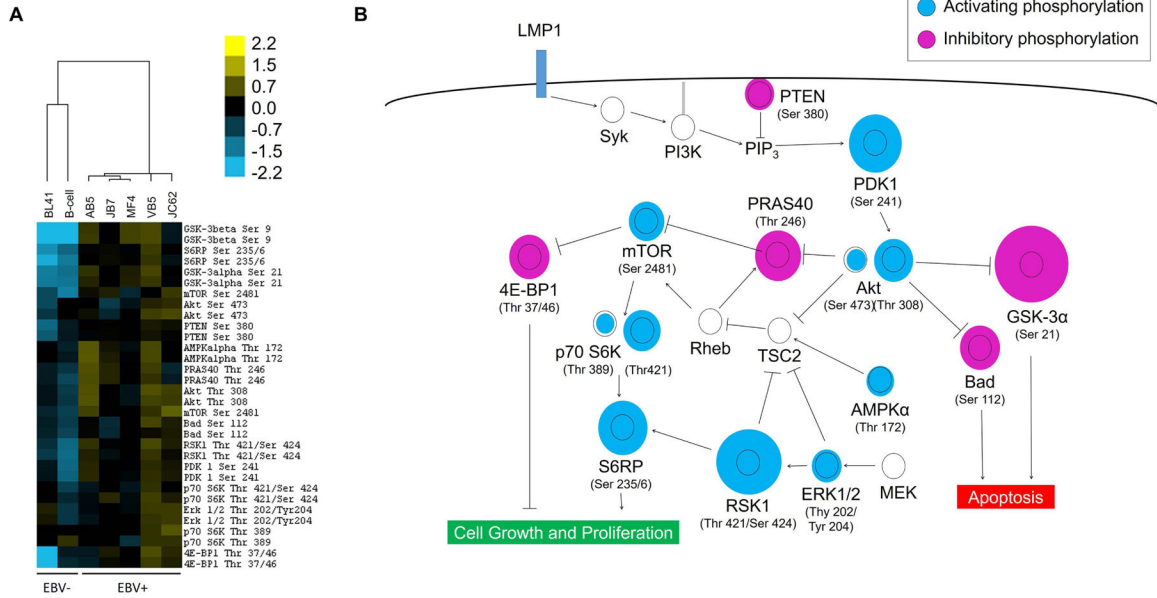 A
2.2
1.5
0.7
0.0
-0.7
-1.5
-2.2
BL41
B-cell
AB5
JB7
MF4
VB5
JC62
GSK-3beta Ser 9
GSK-3beta Ser 9
S6RP Ser 235/6
S6RP Ser 235/6
GSK-3alpha Ser 21
GSK-3alpha Ser 21
mTOR Ser 2481
Akt Ser 473
Akt Ser 473
PTEN Ser 380
PTEN Ser 380
AMPKalpha Thr 172
AMPKalpha Thr 172
PRAS40 Thr 246
PRAS40 Thr 246
Akt Thr 308
Akt Thr 308
mTOR Ser 2481
Bad Ser 112
Bad Ser 112
RSK1 Thr 421/Ser 424
RSK1 Thr 421/Ser 424
PDK 1 Ser 241
PDK 1 Ser 241
p70 S6K Thr 421/Ser 424
p70 S6K Thr 421/Ser 424
Erk 1/2 Thr 202/Tyr204
Erk 1/2 Thr 202/Tyr204
p70 S6K Thr 389
p70 S6K Thr 389
4E-BP1 Thr 37/46
4E-BP1 Thr 37/46
EBV-
EBV+
B
Activating phosphorylation
Inhibitory phosphorylation
LMP1
Syk
PI3K
PTEN
(Ser 380)
PIP3
PDK1
(Ser 241)
PRAS40
(Thr 246)
mTOR
(Ser 2481)
4E-BP1
(Thr 37/46)
Akt
(Ser 473)(Thr 308)
GSK-3α
(Ser 21)
p70 S6K
(Thr 389)
(Thr421)
Rheb
TSC2
Bad
(Ser 112)
AMPKα
(Thr 172)
S6RP
(Ser 235/6)
RSK1
(Thr 421/Ser 424)
ERK1/2
(Thy 202/
Tyr 204)
MEK
Apoptosis
Cell Growth and Proliferation